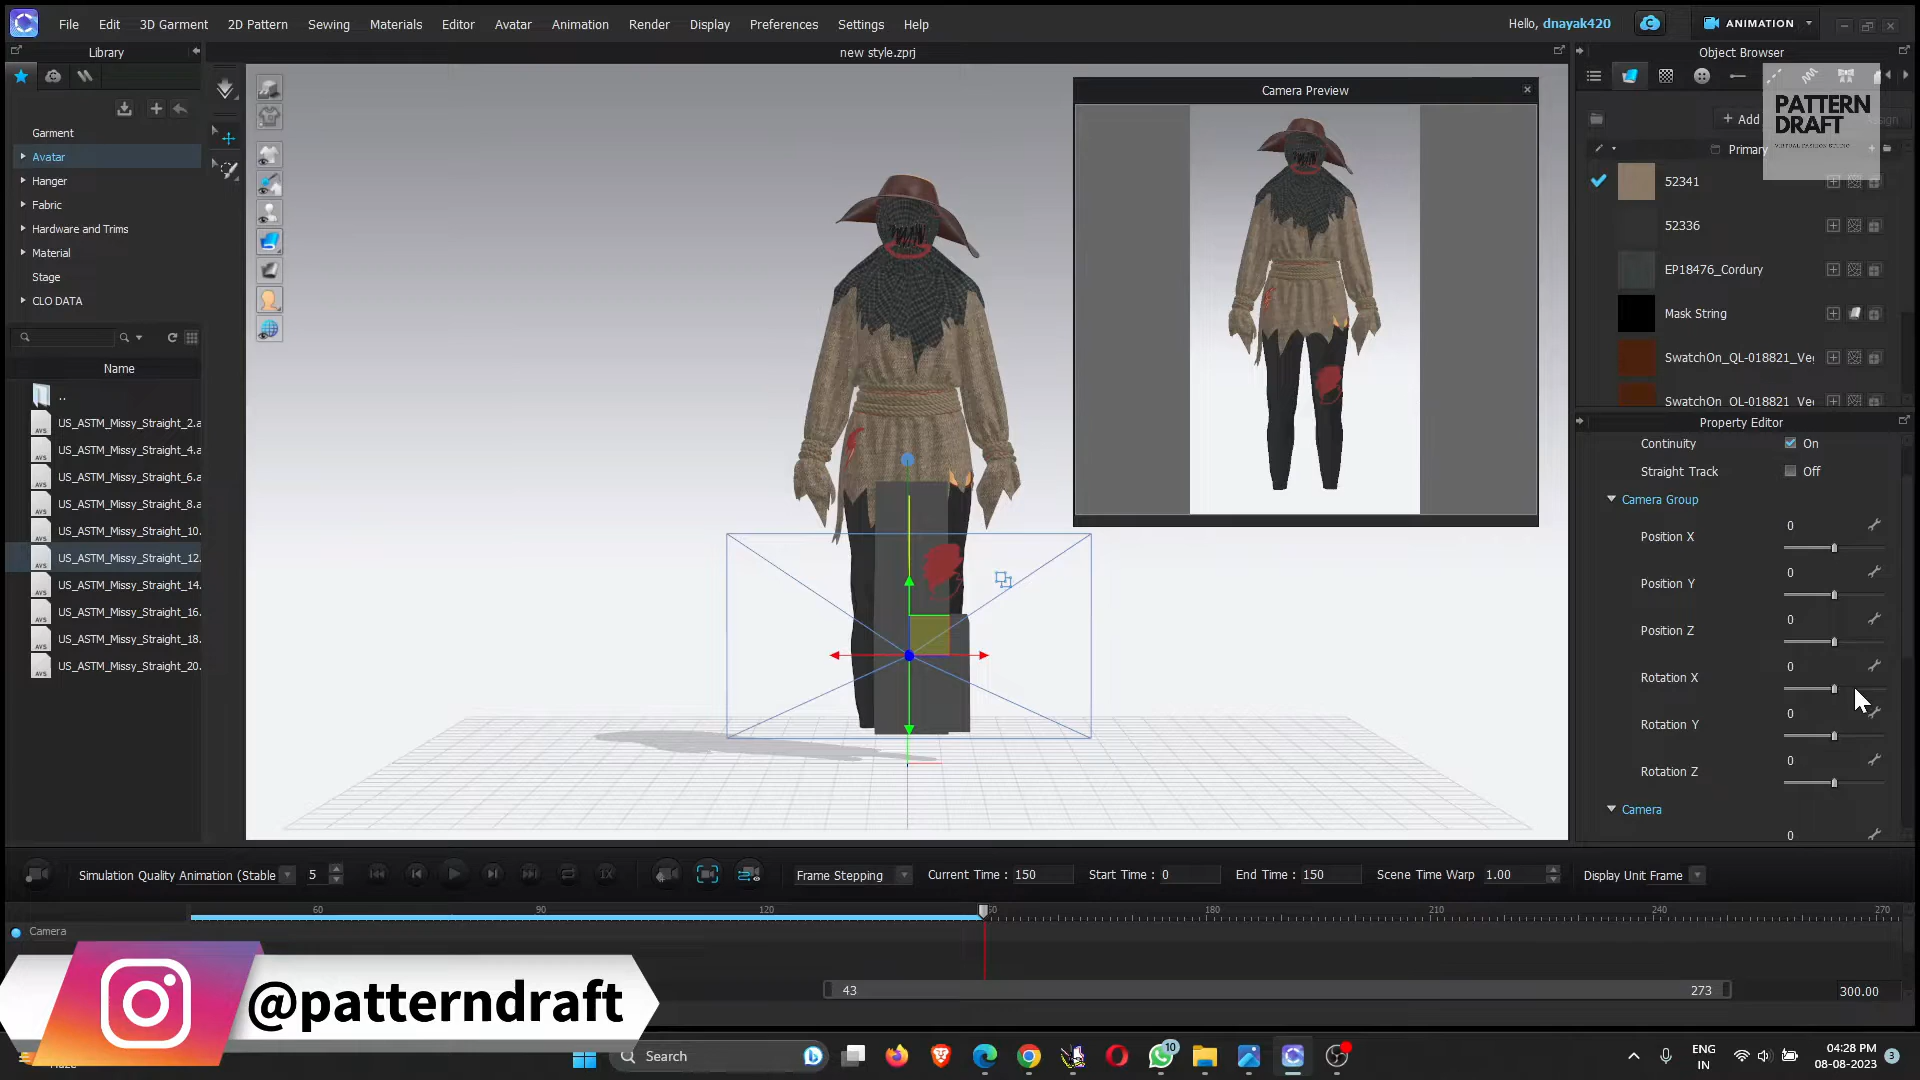 File Edit 3D Garment 2D Pattern Sewing Materials Editor Avatar Animation Render Display Preferences Settings Help
Hello, dnayak420
ANIMATION
Library
new style.zprj
Object Browser
Camera Preview
PATTERN
DRAFT
VIRTUAL FASHION STUDIO
Add
Primary
Garment
Avatar
Hanger
Fabric
Hardware and Trims
Material
Stage
CLO DATA
Name
..
US_ASTM_Missy_Straight_2.a
US_ASTM_Missy_Straight_4.a
US_ASTM_Missy_Straight_6.a
US_ASTM_Missy_Straight_8.a
US_ASTM_Missy_Straight_10.
US_ASTM_Missy_Straight_12.
US_ASTM_Missy_Straight_14.
US_ASTM_Missy_Straight_16.
US_ASTM_Missy_Straight_18.
US_ASTM_Missy_Straight_20.
52341
52336
EP18476_Cordury
Mask String
SwatchOn_QL-018821_Ve
SwatchOn_QL-018821_Ve
Property Editor
Continuity On
Straight Track Off
Camera Group
Position X 0
Position Y 0
Position Z 0
Rotation X 0
Rotation Y 0
Rotation Z 0
Camera
0
Simulation Quality Animation (Stable 5
1X
Frame Stepping Current Time : 150 Start Time : 0 End Time : 150 Scene Time Warp 1.00 Display Unit Frame
60 90 120 180 210 240 270
Camera
43 273 300.00
@patterndraft
Search
10
ENG
IN
04:28 PM
08-08-2023
3